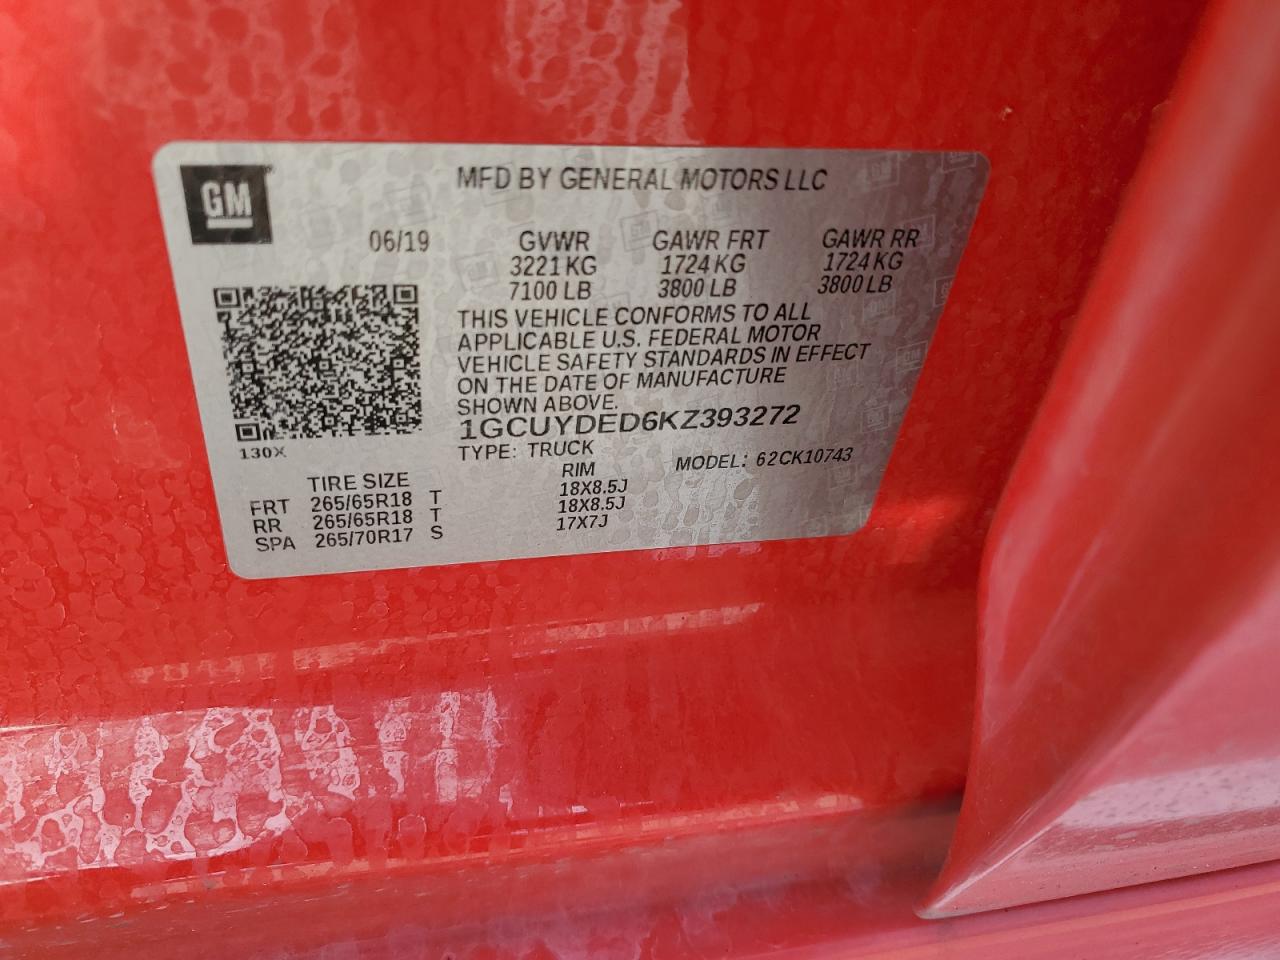 GM
MFD BY GENERAL MOTORS LLC
06/19 GVWR GAWR FRT GAWR RR
3221 KG 1724 KG 1724 KG
7100 LB 3800 LB 3800 LB
THIS VEHICLE CONFORMS TO ALL
APPLICABLE U.S. FEDERAL MOTOR
VEHICLE SAFETY STANDARDS IN EFFECT
ON THE DATE OF MANUFACTURE
SHOWN ABOVE.
1GCUYDED6KZ393272
130X
TYPE: TRUCK
MODEL: 62CK10743
TIRE SIZE RIM
FRT 265/65R18 T 18X8.5J
RR 265/65R18 T 18X8.5J
SPA 265/70R17 S 17X7J